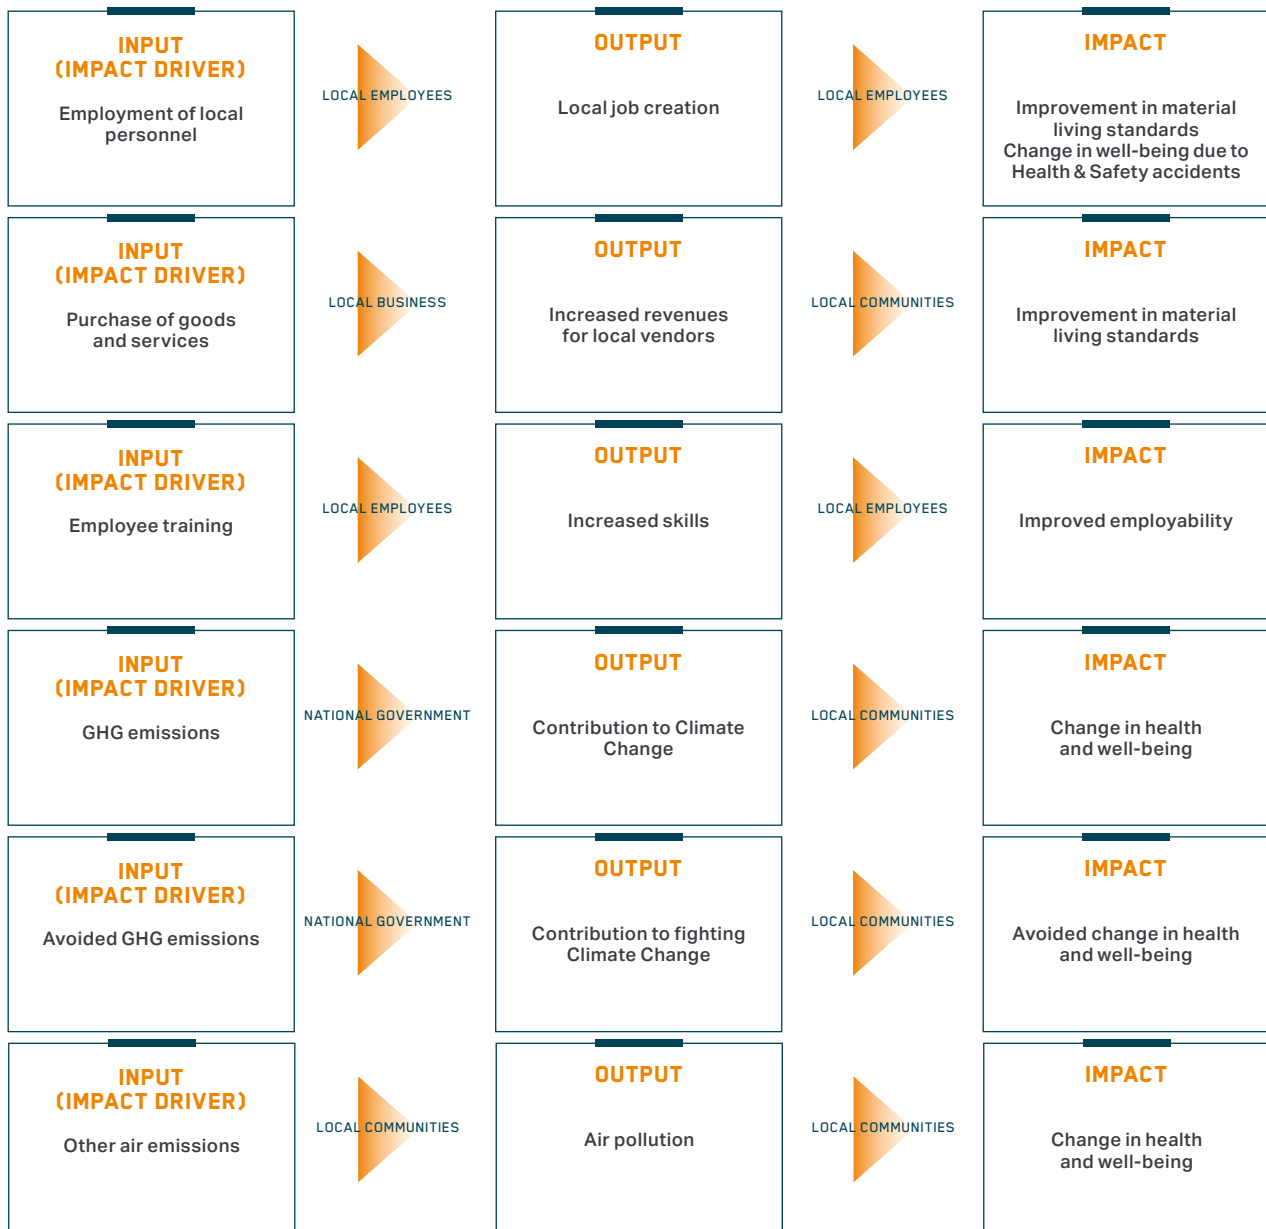 INPUT
(IMPACT DRIVER)
Employment of local
personnel
LOCAL EMPLOYEES
OUTPUT
Local job creation
LOCAL EMPLOYEES
IMPACT
Improvement in material
living standards
Change in well-being due to
Health & Safety accidents
INPUT
(IMPACT DRIVER)
Purchase of goods
and services
LOCAL BUSINESS
OUTPUT
Increased revenues
for local vendors
LOCAL COMMUNITIES
IMPACT
Improvement in material
living standards
INPUT
(IMPACT DRIVER)
Employee training
LOCAL EMPLOYEES
OUTPUT
Increased skills
LOCAL EMPLOYEES
IMPACT
Improved employability
INPUT
(IMPACT DRIVER)
GHG emissions
NATIONAL GOVERNMENT
OUTPUT
Contribution to Climate
Change
LOCAL COMMUNITIES
IMPACT
Change in health
and well-being
INPUT
(IMPACT DRIVER)
Avoided GHG emissions
NATIONAL GOVERNMENT
OUTPUT
Contribution to fighting
Climate Change
LOCAL COMMUNITIES
IMPACT
Avoided change in health
and well-being
INPUT
(IMPACT DRIVER)
Other air emissions
LOCAL COMMUNITIES
OUTPUT
Air pollution
LOCAL COMMUNITIES
IMPACT
Change in health
and well-being